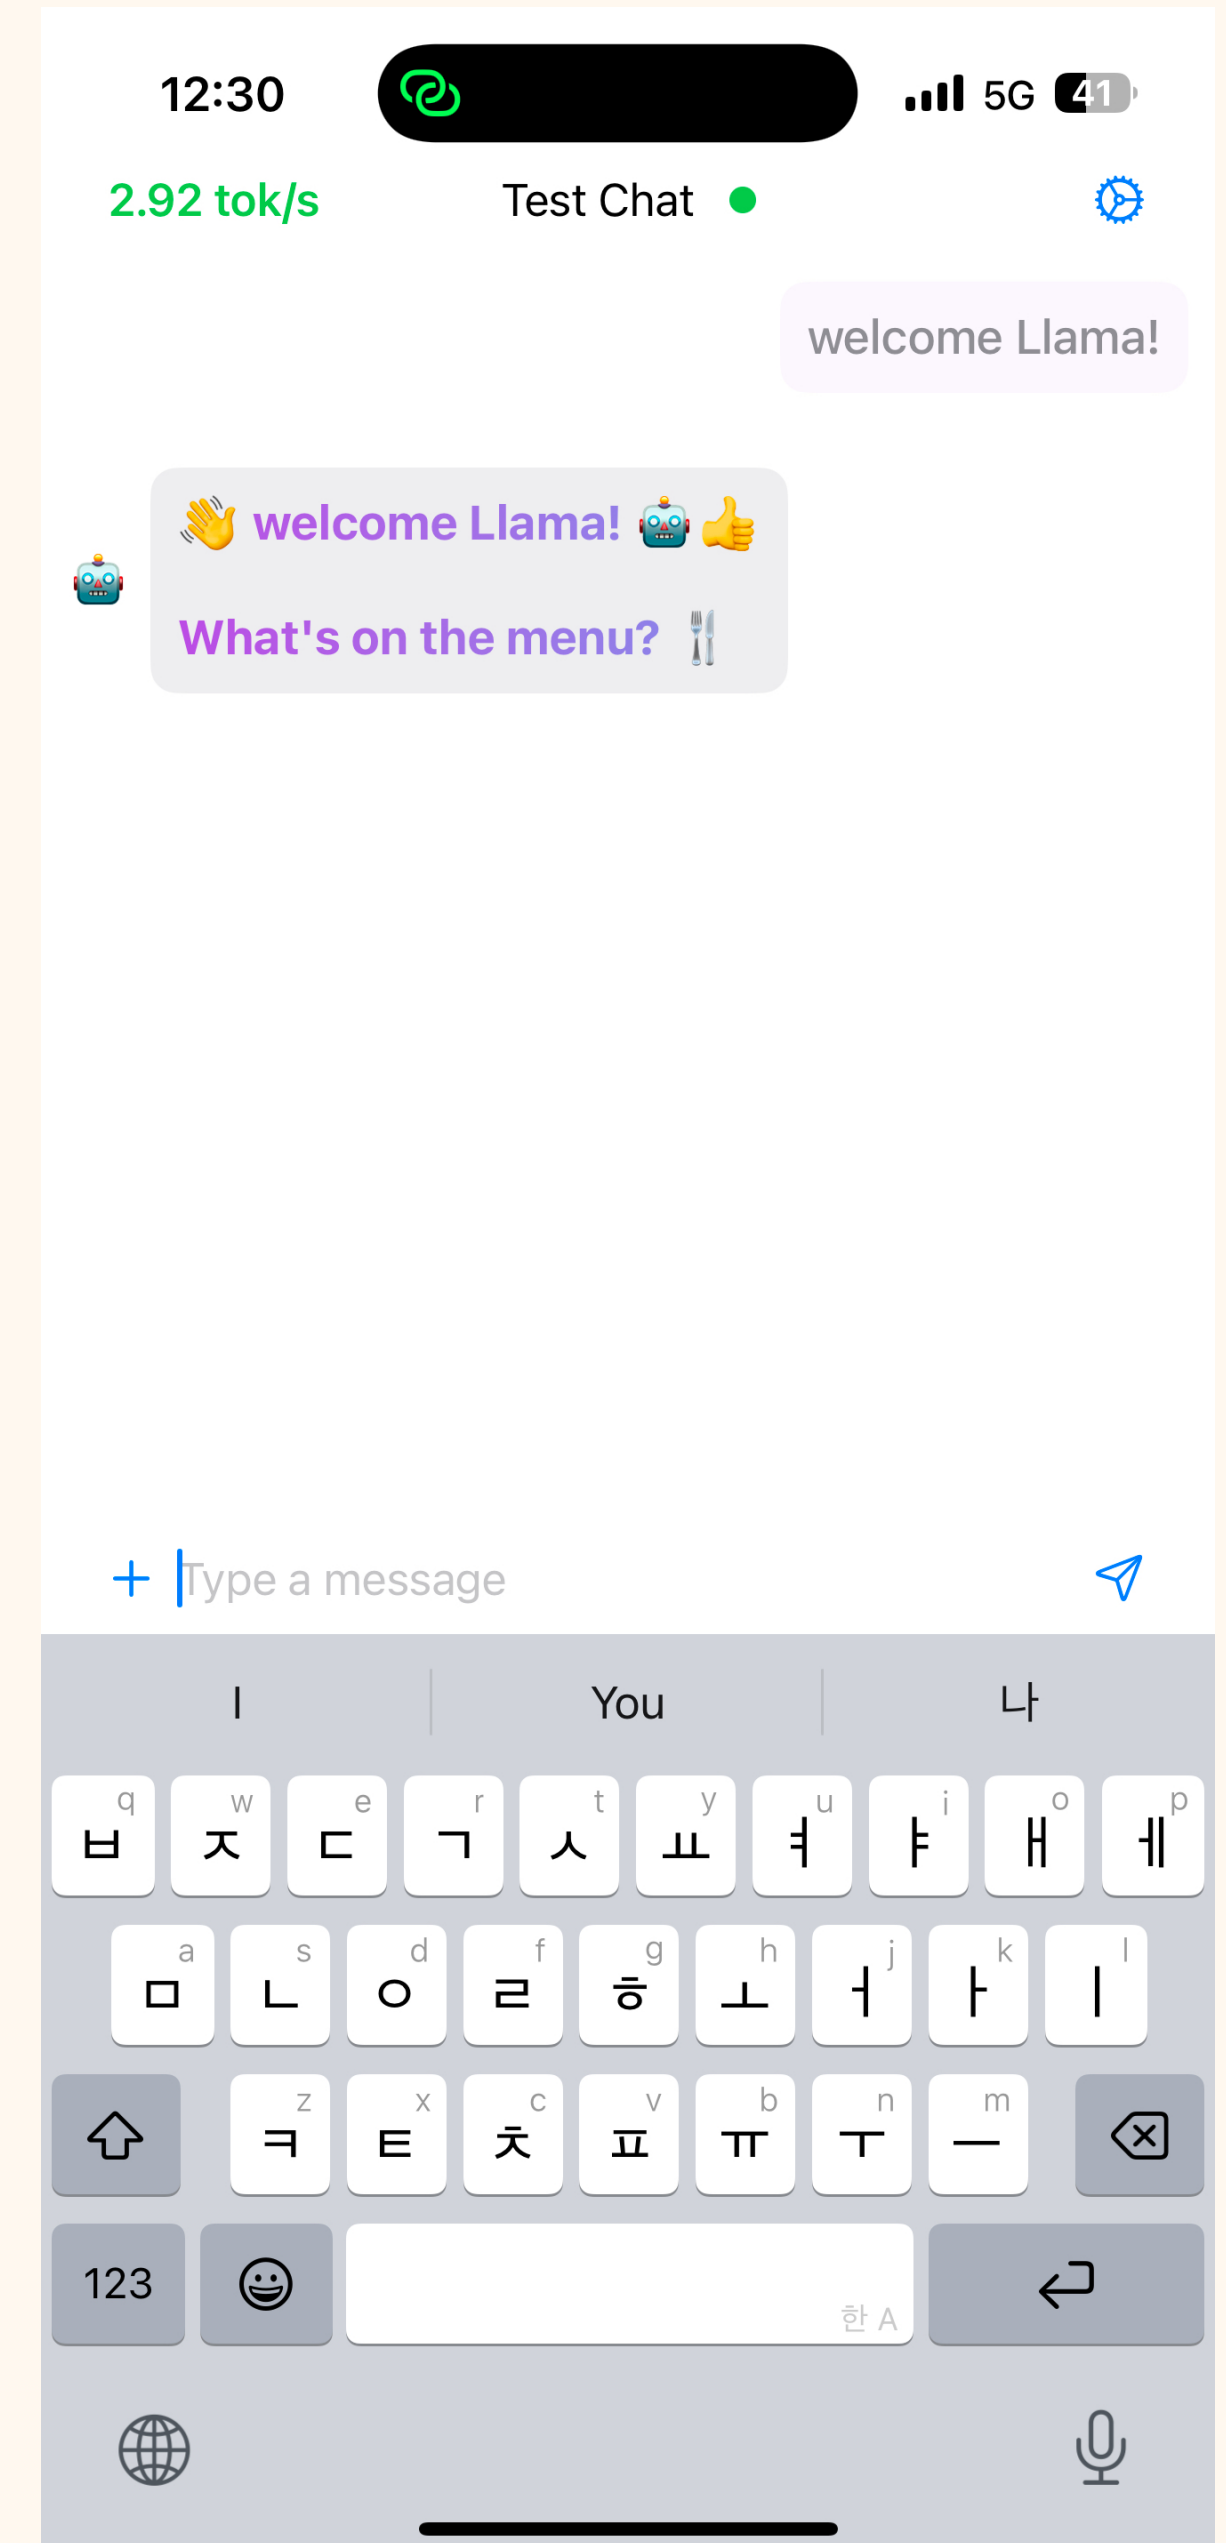 12:30
5G
41
2.92 tok/s
Test Chat
welcome Llama!
👋 welcome Llama! 🤖👍
What's on the menu? 🍴
Type a message
I
You
나
q w e r t y u i o p
ㅂ ㅈ ㄷ ㄱ ㅅ ㅛ ㅕ ㅑ ㅐ ㅔ
a s d f g h j k l
ㅁ ㄴ ㅇ ㄹ ㅎ ㅗ ㅓ ㅏ ㅣ
z x c v b n m
ㅋ ㅌ ㅊ ㅍ ㅠ ㅜ ㅡ
123
한 A